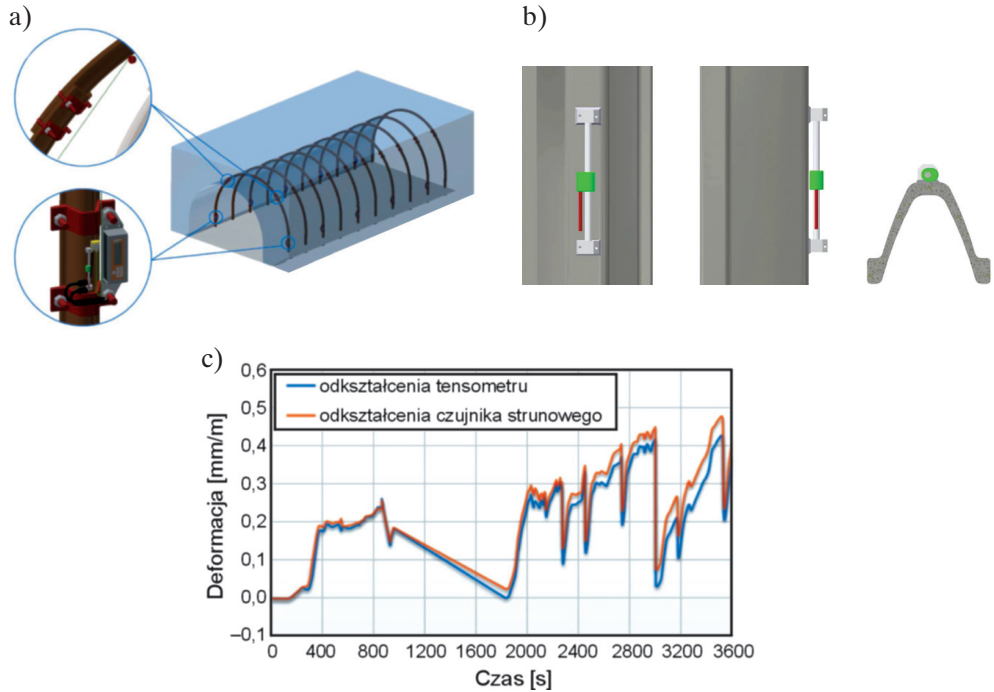 a)
b)
c)
0,6
0,5
0,4
0,3
0,2
0,1
0,0
–0,1
Deformacja [mm/m]
odkształcenia tensometru
odkształcenia czujnika strunowego
0 400 800 1200 1600 2000 2400 2800 3200 3600
Czas [s]